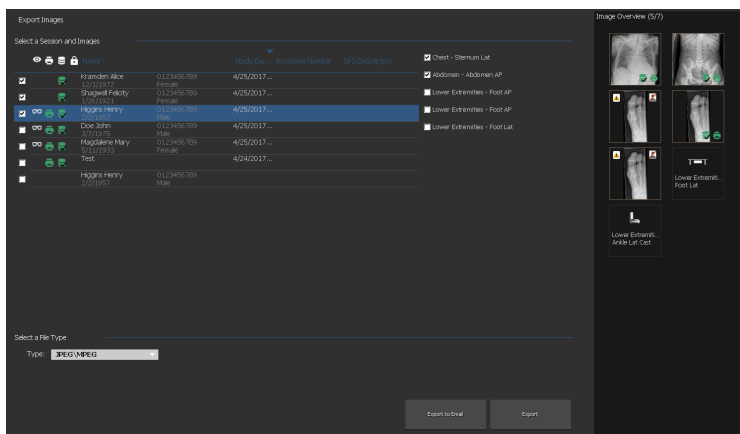 Export Images
Image Overview (5/7)
Select a Session and Images
Name
Study Da... Accession Number SPS Description
Chest - Sternum Lat
Abdomen - Abdomen AP
Lower Extremities - Foot AP
Lower Extremities - Foot AP
Lower Extremities - Foot Lat
Kramden Alice 0123456789 4/25/2017...
12/1/1972 Female
Shagwell Felicity 0123456789 4/25/2017...
1/26/1921 Female
Higgins Henry 0123456789 4/25/2017...
2/2/1957 Male
Doe John 0123456789 4/25/2017...
3/7/1975 Male
Magdalene Mary 0123456789 4/25/2017...
5/11/1933 Female
Test 4/24/2017...
Higgins Henry 0123456789
2/2/1957 Male
Lower Extremiti...
Foot Lat
Lower Extremiti...
Ankle Lat Cast
Select a File Type
Type: JPEG\MPEG
Export to Email
Export